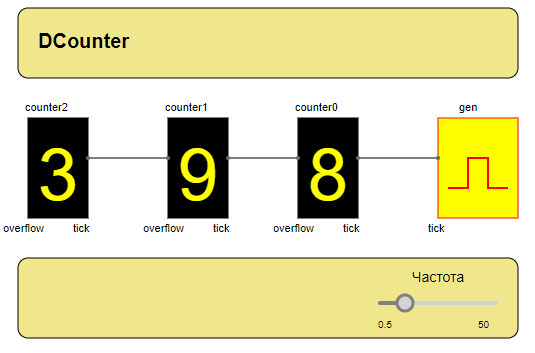 DCounter
counter2 counter1 counter0 gen
3 9 8
overflow tick overflow tick overflow tick tick
Частота
0.5 50